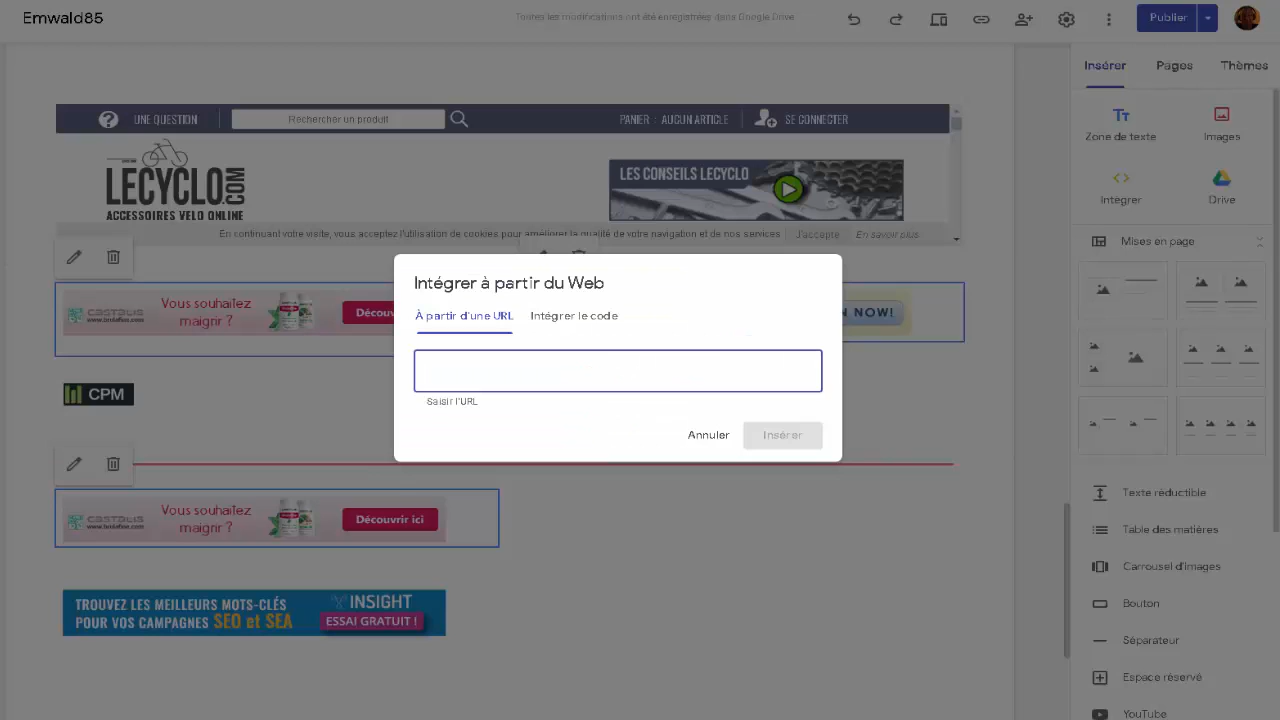 Emwald85
Toutes les modifications ont été enregistrées dans Google Drive
Publier
Insérer Pages Thèmes
Zone de texte Images
Intégrer Drive
Mises en page
Texte réductible
Table des matières
Carrousel d'images
Bouton
Séparateur
Espace réservé
YouTube
? UNE QUESTION Rechercher un produit PANIER : AUCUN ARTICLE SE CONNECTER
LECYCLO.COM
ACCESSOIRES VELO ONLINE
LES CONSEILS LECYCLO
En continuant votre visite, vous acceptez l'utilisation de cookies pour améliorer la qualité de votre navigation et de nos services J'accepte En savoir plus
Vous souhaitez
maigrir ?
Découv
N NOW!
Intégrer à partir du Web
À partir d'une URL Intégrer le code
Saisir l'URL
Annuler Insérer
CPM
Vous souhaitez
maigrir ?
Découvrir ici
TROUVEZ LES MEILLEURS MOTS-CLÉS
POUR VOS CAMPAGNES SEO et SEA
INSIGHT
ESSAI GRATUIT !